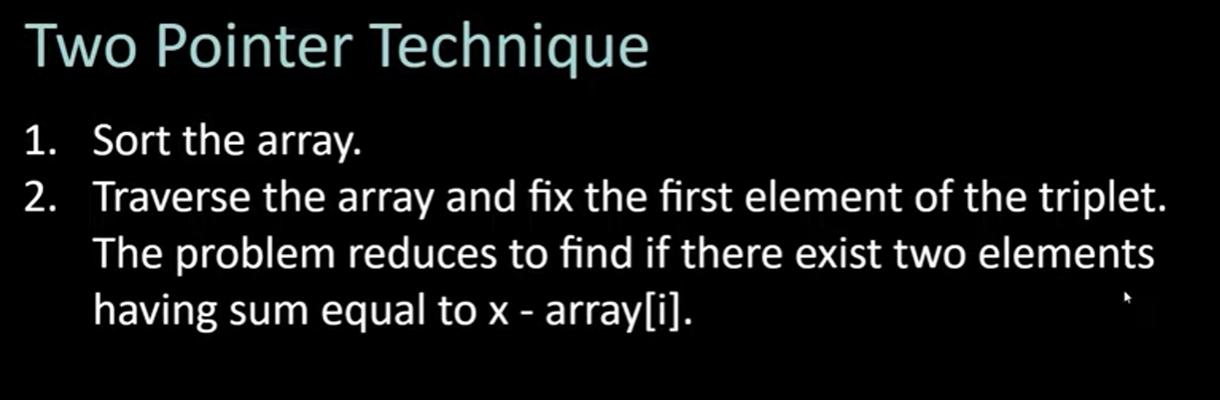 Two Pointer Technique
1. Sort the array.
2. Traverse the array and fix the first element of the triplet.
The problem reduces to find if there exist two elements
having sum equal to x - array[i].